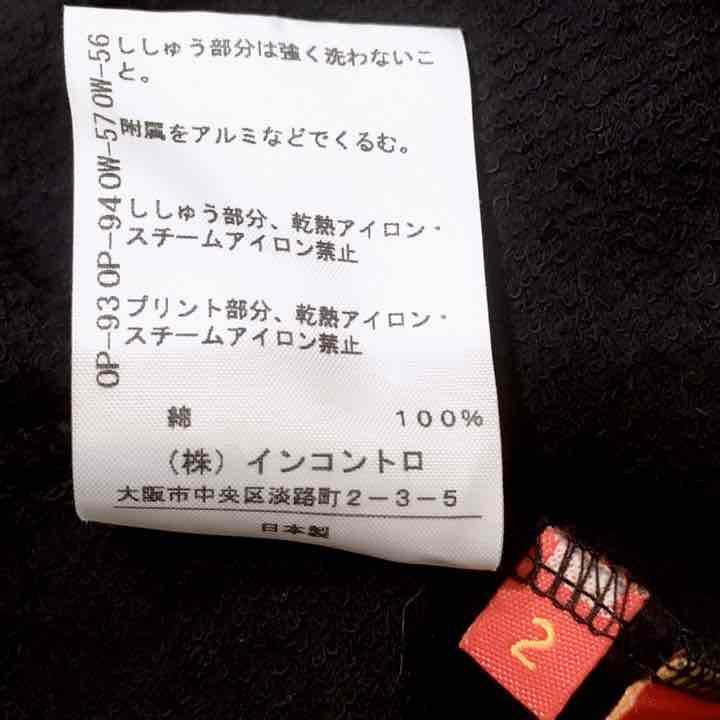 ししゅう部分は強く洗わないこ
と。
金属をアルミなどでくるむ。
ししゅう部分、乾熱アイロン・
スチームアイロン禁止
プリント部分、乾熱アイロン・
スチームアイロン禁止
綿 100%
(株)インコントロ
大阪市中央区淡路町2-3-5
日本製
OP-93 OP-94 OW-57 OW-56
2